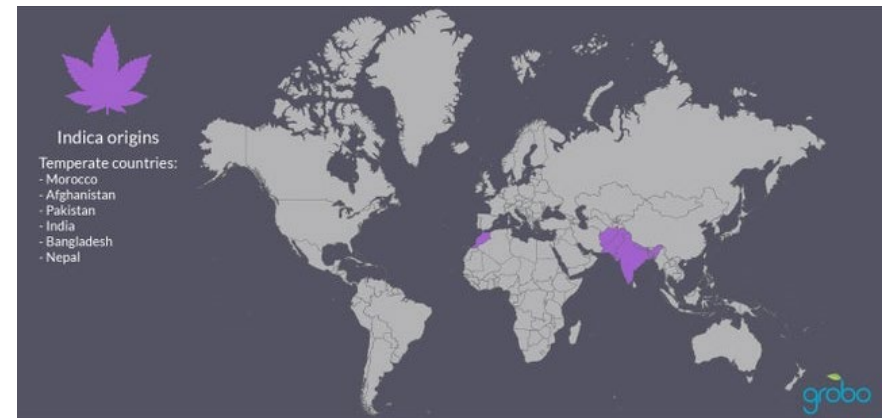 Indica origins
Temperate countries:
- Morocco
- Afghanistan
- Pakistan
- India
- Bangladesh
- Nepal
grobo